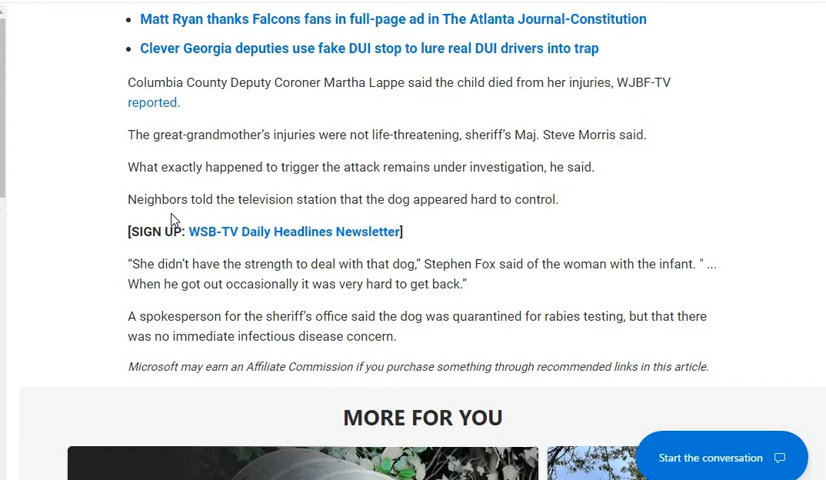 Matt Ryan thanks Falcons fans in full-page ad in The Atlanta Journal-Constitution
Clever Georgia deputies use fake DUI stop to lure real DUI drivers into trap
Columbia County Deputy Coroner Martha Lappe said the child died from her injuries, WJBF-TV
reported.
The great-grandmother’s injuries were not life-threatening, sheriff’s Maj. Steve Morris said.
What exactly happened to trigger the attack remains under investigation, he said.
Neighbors told the television station that the dog appeared hard to control.
[SIGN UP: WSB-TV Daily Headlines Newsletter]
“She didn’t have the strength to deal with that dog,” Stephen Fox said of the woman with the infant. " ...
When he got out occasionally it was very hard to get back.”
A spokesperson for the sheriff’s office said the dog was quarantined for rabies testing, but that there
was no immediate infectious disease concern.
Microsoft may earn an Affiliate Commission if you purchase something through recommended links in this article.
MORE FOR YOU
Start the conversation